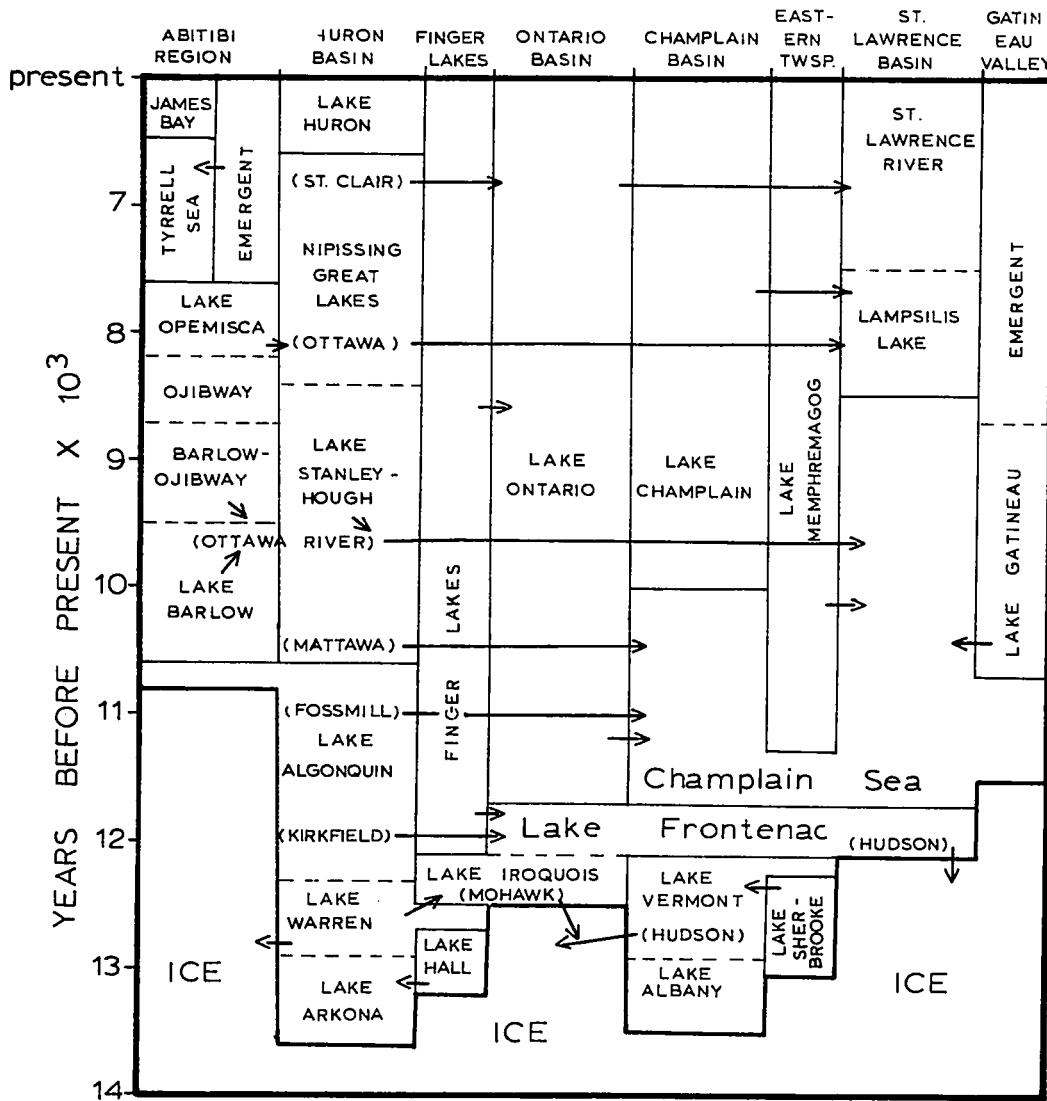 ABITIBI
REGION
HURON
BASIN
FINGER
LAKES
ONTARIO
BASIN
CHAMPLAIN
BASIN
EAST-
ERN
TWSP.
ST.
LAWRENCE
BASIN
GATIN
EAU
VALLEY
present
7
8
9
10
11
12
13
14
YEARS BEFORE PRESENT X 10³
JAMES
BAY
TYRRELL
SEA
EMERGENT
LAKE
OPEMISCA
OJIBWAY
BARLOW-
OJIBWAY
(OTTAWA RIVER)
LAKE
BARLOW
ICE
LAKE
HURON
(ST. CLAIR)
NIPISSING
GREAT
LAKES
(OTTAWA)
LAKE
STANLEY-
HOUGH
(MATTAWA)
(FOSSMILL)
LAKE
ALGONQUIN
(KIRKFIELD)
LAKE
WARREN
LAKE
ARKONA
FINGER LAKES
LAKE IROQUOIS
(MOHAWK)
LAKE
HALL
ICE
LAKE
ONTARIO
LAKE
CHAMPLAIN
Champlain Sea
Lake Frontenac
(HUDSON)
LAKE
VERMONT
(HUDSON)
LAKE
ALBANY
LAKE
MEMPHREMAGOG
LAKE
SHER-
BROOKE
ST.
LAWRENCE
RIVER
LAMPSILIS
LAKE
ICE
EMERGENT
LAKE GATINEAU